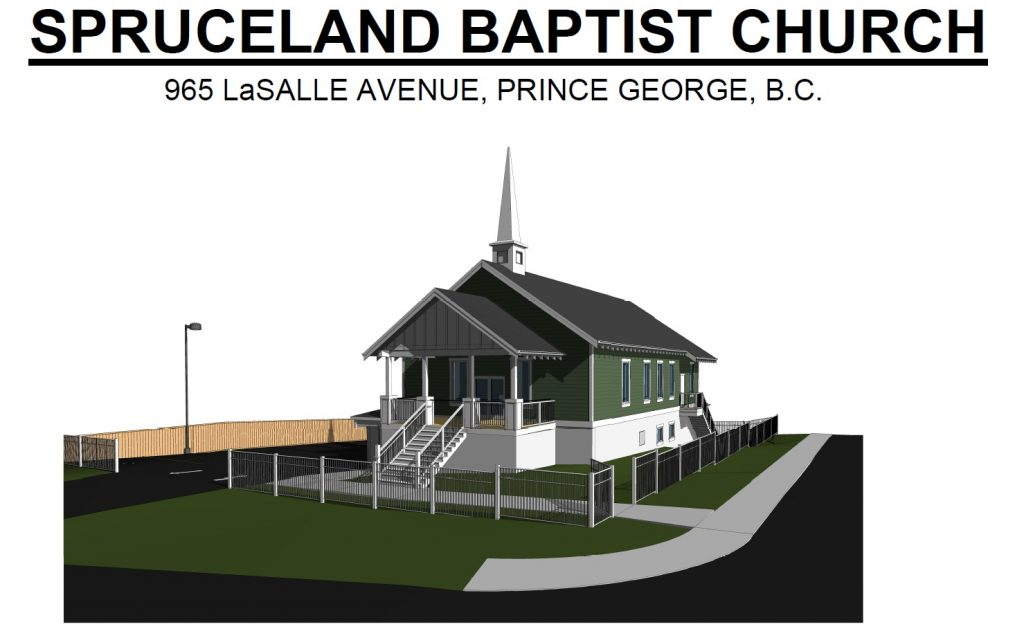 SPRUCELAND BAPTIST CHURCH
965 LaSALLE AVENUE, PRINCE GEORGE, B.C.